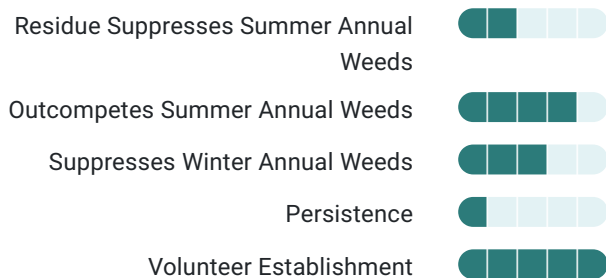 Residue Suppresses Summer Annual
Weeds
Outcompetes Summer Annual Weeds
Suppresses Winter Annual Weeds
Persistence
Volunteer Establishment